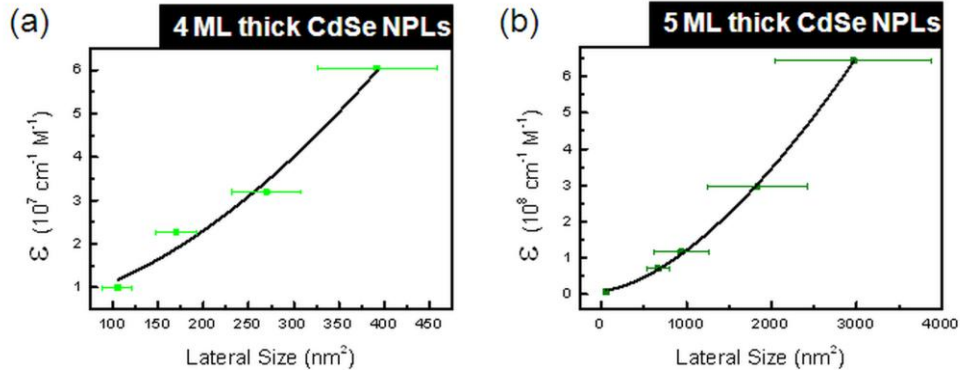 (a)
4 ML thick CdSe NPLs
6
5
4
3
2
1
ε (10⁷ cm⁻¹ M⁻¹)
100 150 200 250 300 350 400 450
Lateral Size (nm²)
(b)
5 ML thick CdSe NPLs
6
5
4
3
2
1
0
ε (10⁸ cm⁻¹ M⁻¹)
0 1000 2000 3000 4000
Lateral Size (nm²)